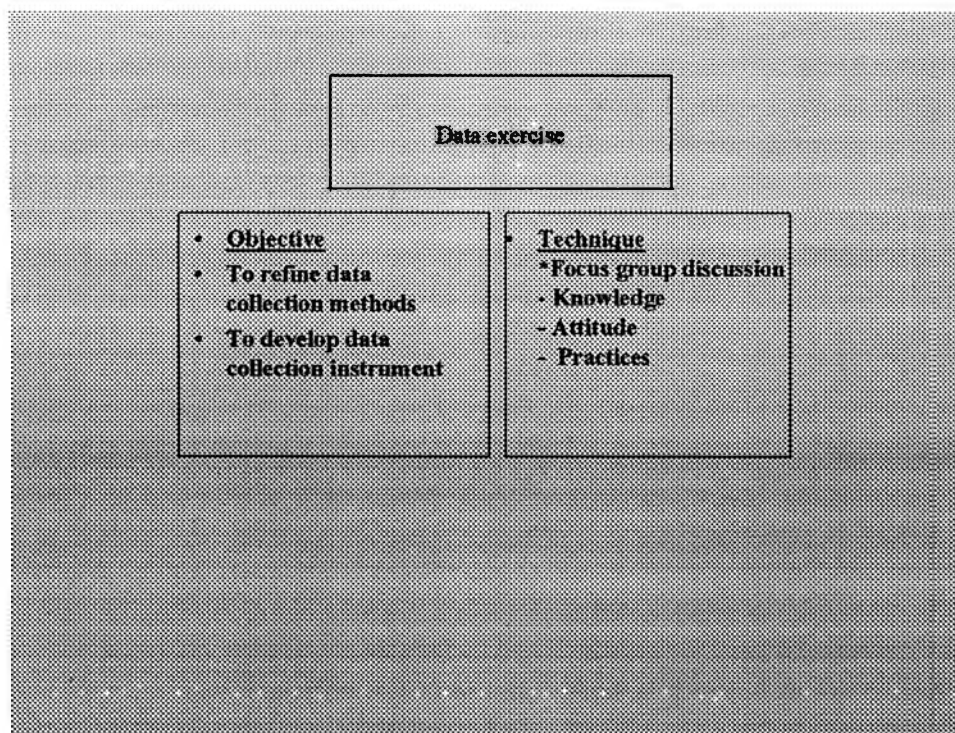 Data exercise
• Objective
• To refine data
collection methods
• To develop data
collection instrument
• Technique
*Focus group discussion
- Knowledge
- Attitude
- Practices